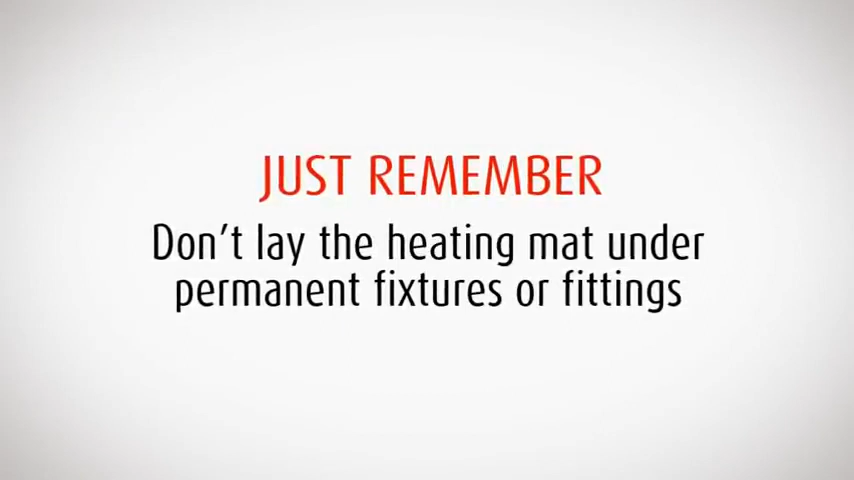 JUST REMEMBER
Don’t lay the heating mat under
permanent fixtures or fittings